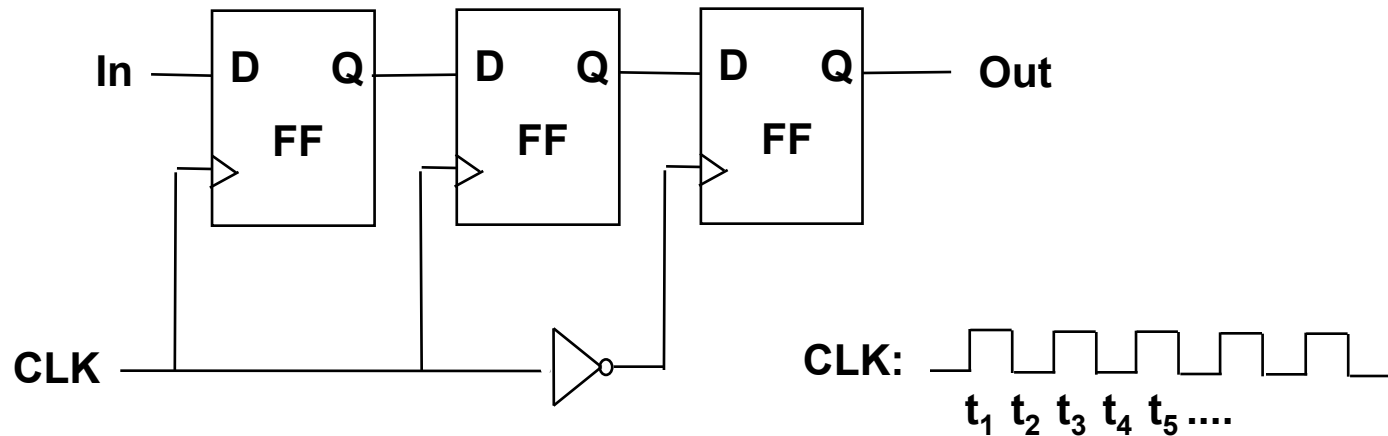 In D Q D Q D Q Out
FF FF FF
CLK CLK:
t₁ t₂ t₃ t₄ t₅ ....